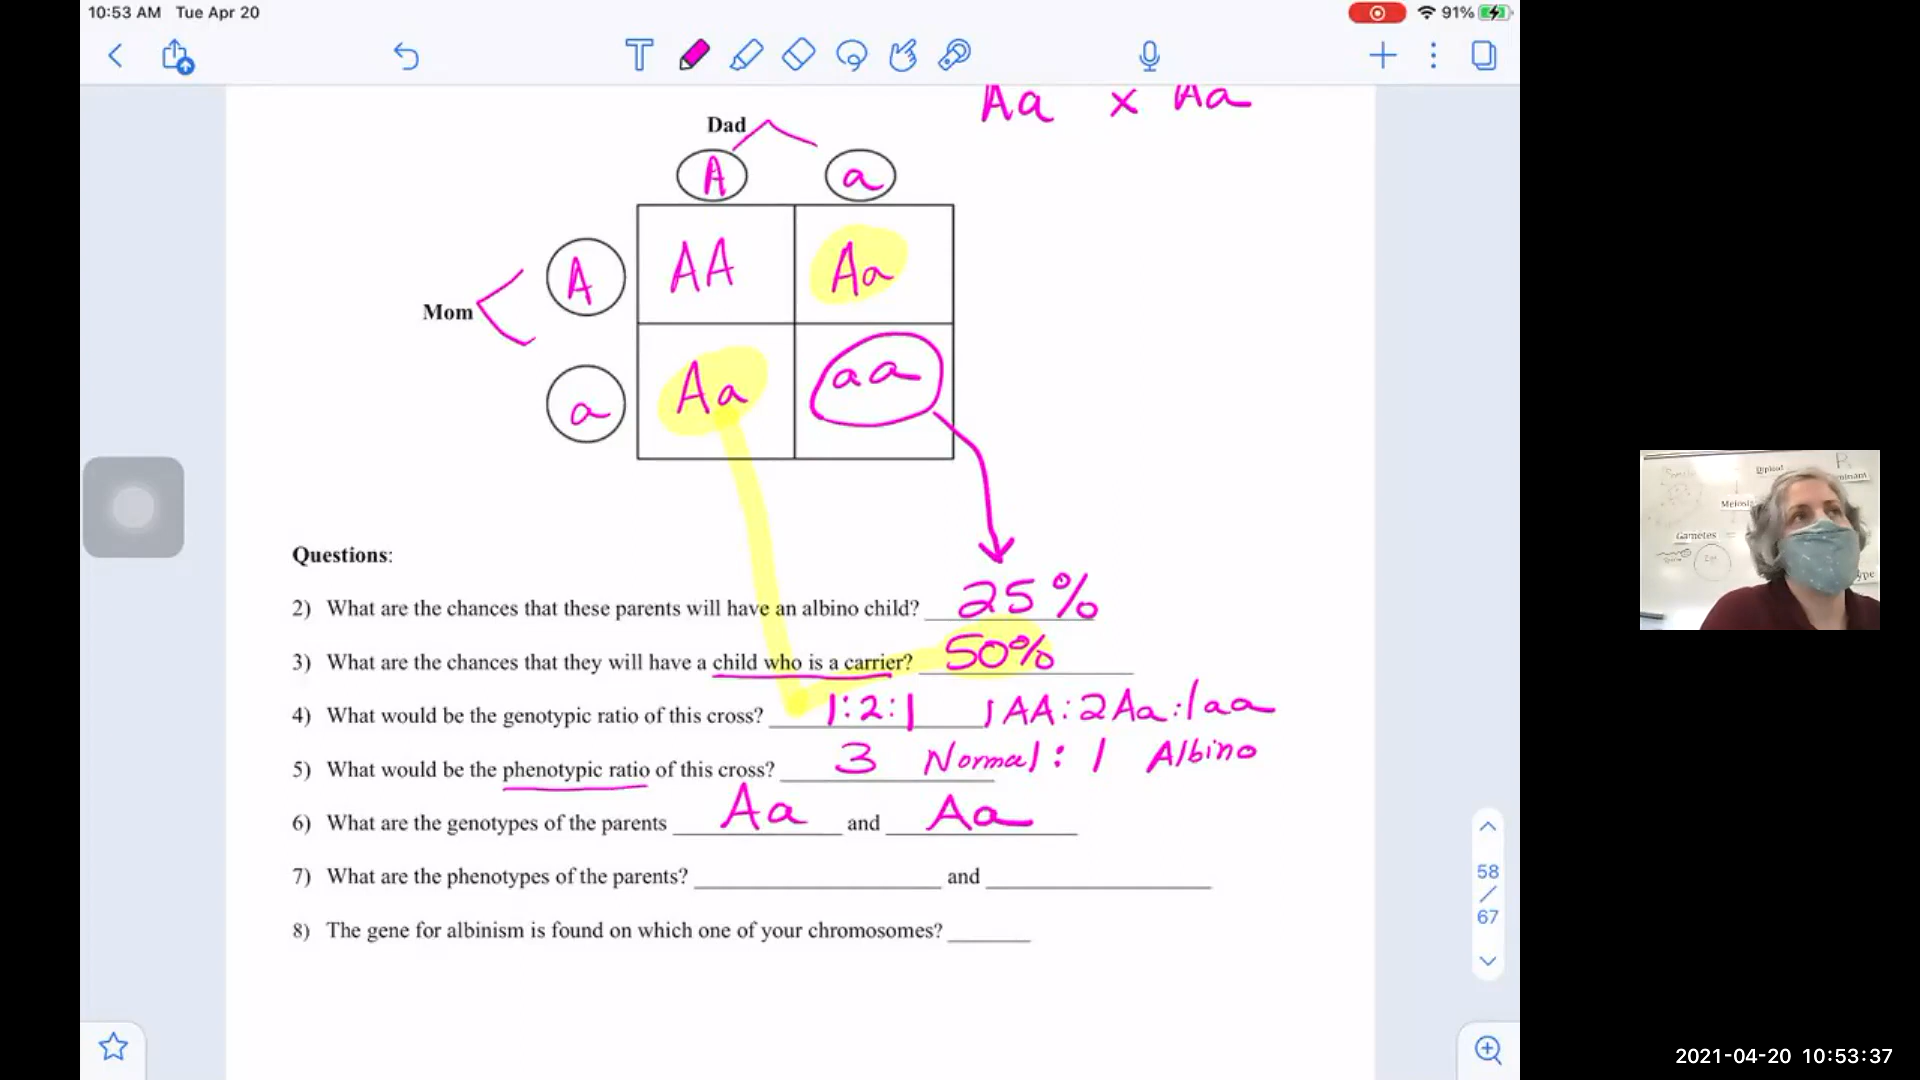 10:53 AM Tue Apr 20
91%
Aa x Aa
Dad
A a
A AA Aa
Mom
a Aa aa
Questions:
2) What are the chances that these parents will have an albino child? 25%
3) What are the chances that they will have a child who is a carrier? 50%
4) What would be the genotypic ratio of this cross? 1:2:1 1AA:2Aa:1aa
5) What would be the phenotypic ratio of this cross? 3 Normal : 1 Albino
6) What are the genotypes of the parents Aa and Aa
7) What are the phenotypes of the parents? and
8) The gene for albinism is found on which one of your chromosomes?
58
/
67
Diploid
Meiosis
Gametes
2021-04-20 10:53:37